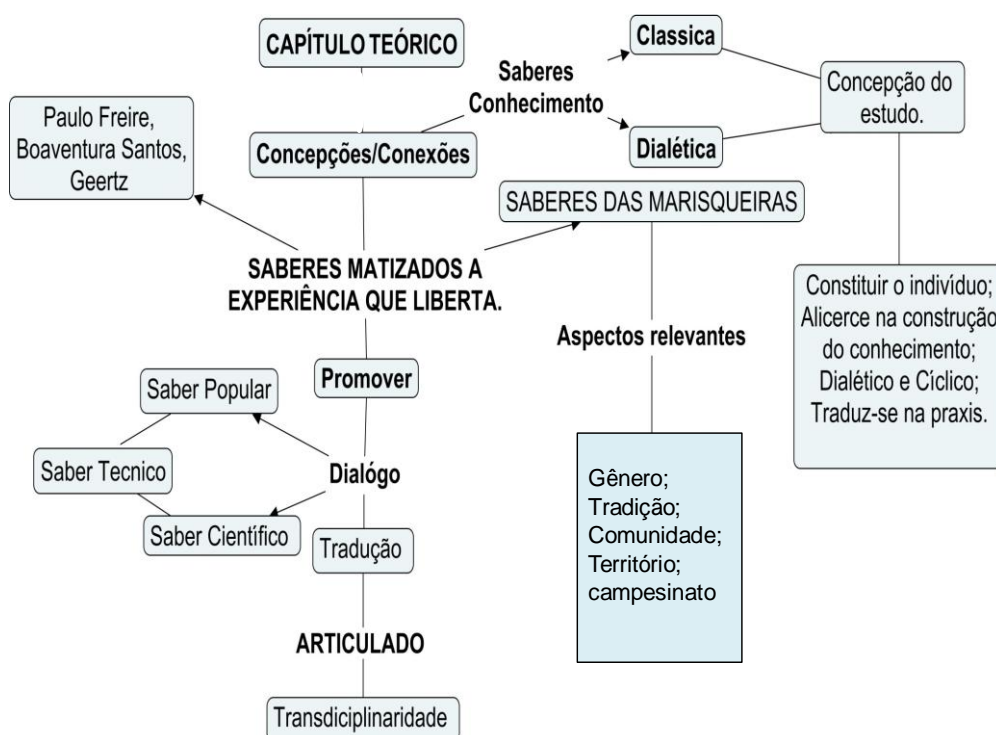 CAPÍTULO TEÓRICO
Classica
Saberes
Conhecimento
Concepção do
estudo.
Paulo Freire,
Boaventura Santos,
Geertz
Concepções/Conexões
Dialética
SABERES DAS MARISQUEIRAS
SABERES MATIZADOS A
EXPERIÊNCIA QUE LIBERTA.
Constituir o indivíduo;
Alicerce na construção
do conhecimento;
Dialético e Cíclico;
Traduz-se na praxis.
Aspectos relevantes
Promover
Saber Popular
Saber Tecnico
Dialógo
Saber Científico
Tradução
Gênero;
Tradição;
Comunidade;
Território;
campesinato
ARTICULADO
Transdiciplinaridade